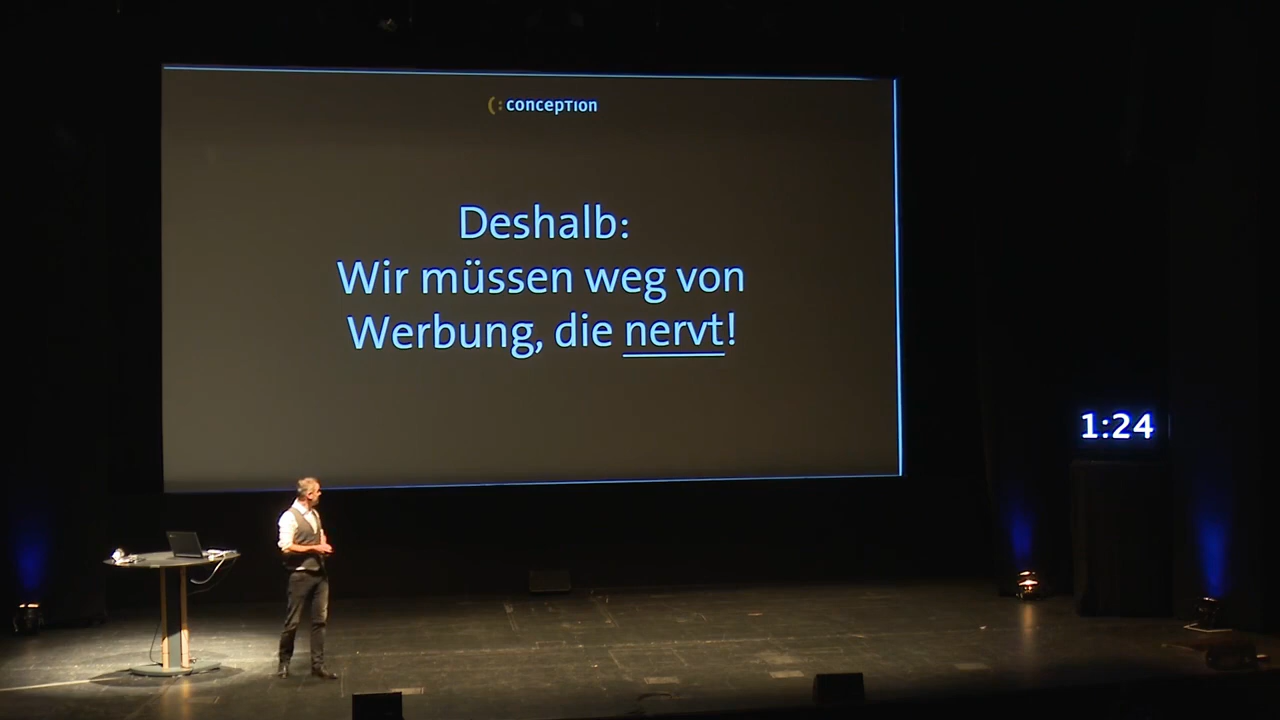 (: concepTion
Deshalb:
Wir müssen weg von
Werbung, die nervt!
1:24